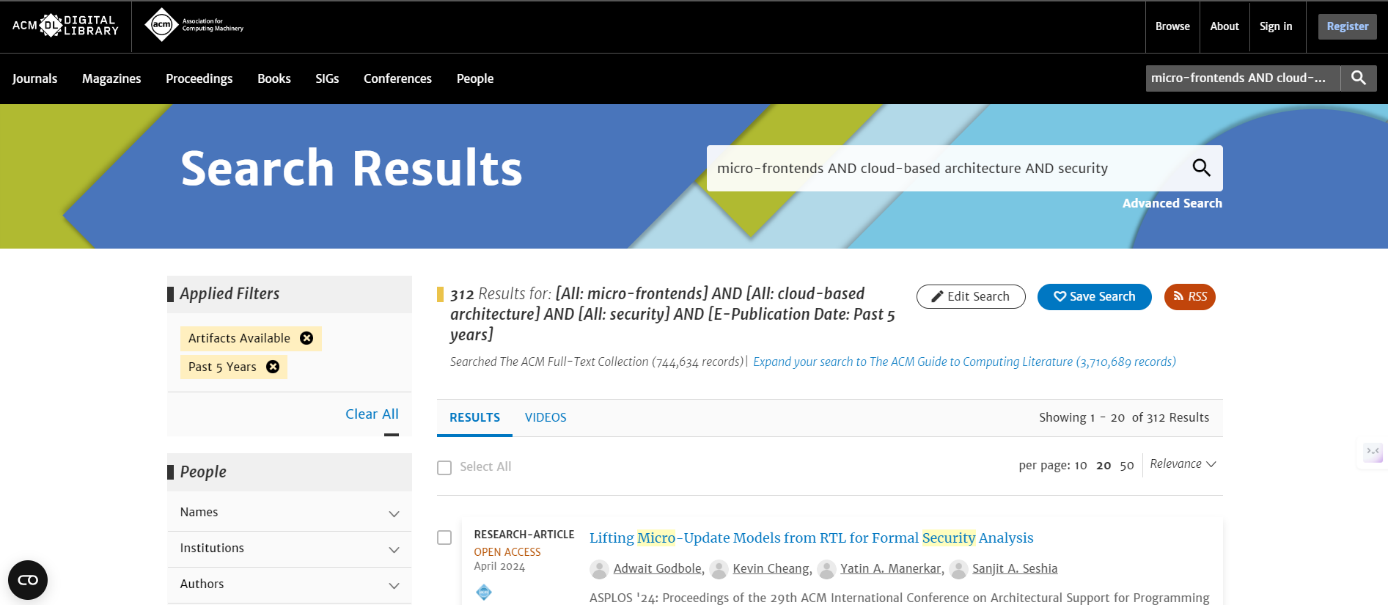 ACM DL DIGITAL LIBRARY
acm Association for Computing Machinery
Browse About Sign in Register
Journals Magazines Proceedings Books SIGs Conferences People
micro-frontends AND cloud-...
Search Results
micro-frontends AND cloud-based architecture AND security
Advanced Search
Applied Filters
Artifacts Available
Past 5 Years
Clear All
People
Names
Institutions
Authors
312 Results for: [All: micro-frontends] AND [All: cloud-based
architecture] AND [All: security] AND [E-Publication Date: Past 5
years]
Edit Search Save Search RSS
Searched The ACM Full-Text Collection (744,634 records)| Expand your search to The ACM Guide to Computing Literature (3,710,689 records)
RESULTS VIDEOS Showing 1 - 20 of 312 Results
Select All per page: 10 20 50 Relevance
RESEARCH-ARTICLE
OPEN ACCESS
April 2024
Lifting Micro-Update Models from RTL for Formal Security Analysis
Adwait Godbole, Kevin Cheang, Yatin A. Manerkar, Sanjit A. Seshia
ASPLOS '24: Proceedings of the 29th ACM International Conference on Architectural Support for Programming